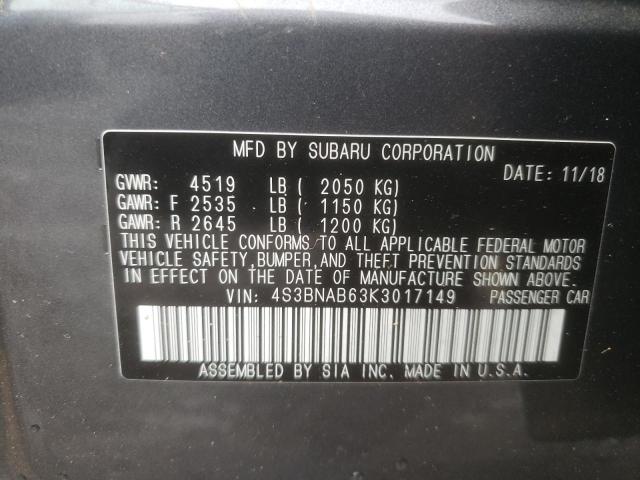 MFD BY SUBARU CORPORATION
DATE: 11/18
GVWR: 4519 LB ( 2050 KG)
GAWR: F 2535 LB ( 1150 KG)
GAWR: R 2645 LB ( 1200 KG)
THIS VEHICLE CONFORMS TO ALL APPLICABLE FEDERAL MOTOR
VEHICLE SAFETY, BUMPER, AND THEFT PREVENTION STANDARDS
IN EFFECT ON THE DATE OF MANUFACTURE SHOWN ABOVE.
VIN: 4S3BNAB63K3017149 PASSENGER CAR
ASSEMBLED BY SIA INC. MADE IN U.S.A.